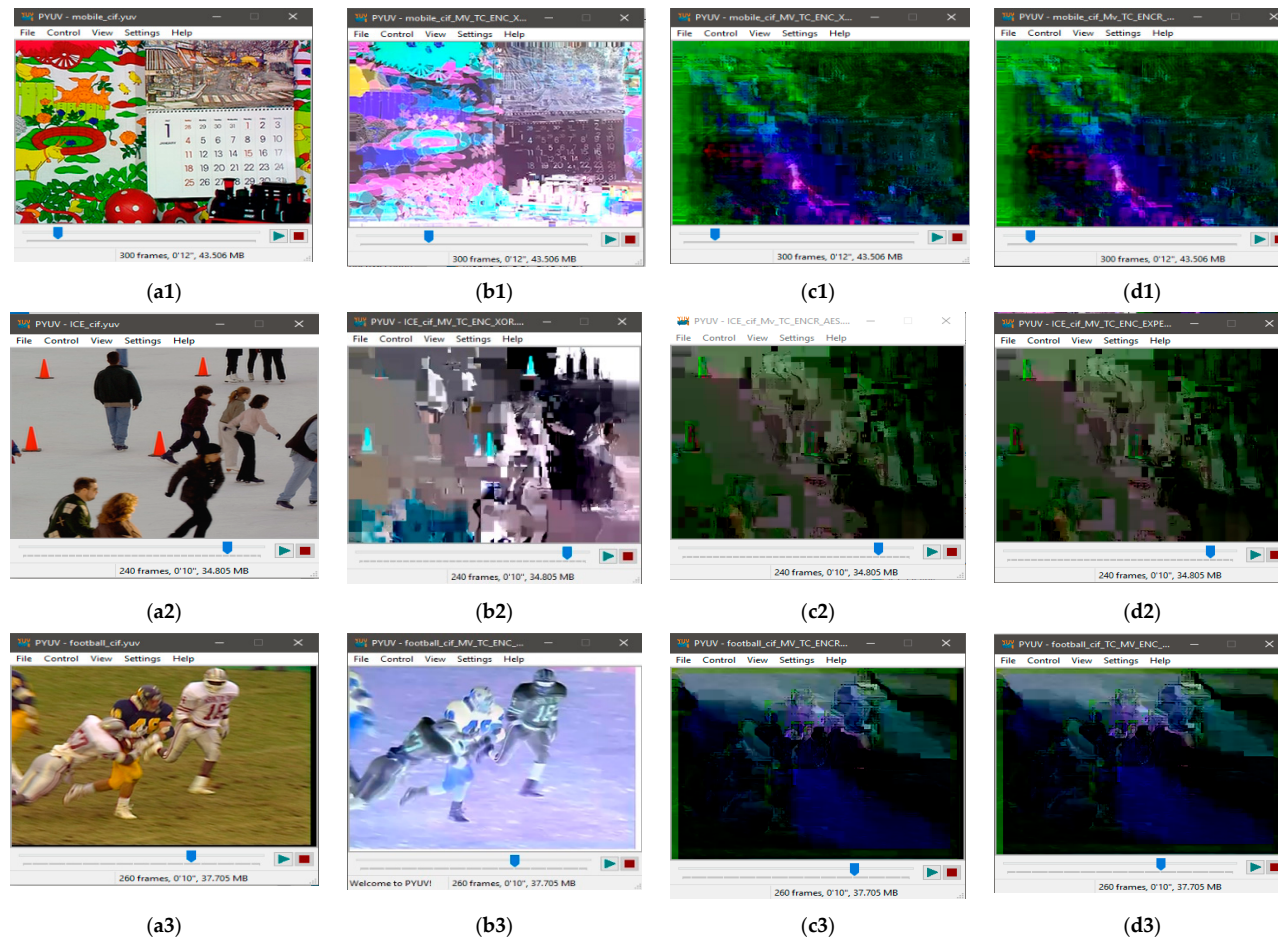 PYUV - mobile_cif.yuv
File Control View Settings Help
300 frames, 0'12", 43.506 MB
(a1)
PYUV - mobile_cif_MV_TC_ENC_X...
File Control View Settings Help
300 frames, 0'12", 43.506 MB
(b1)
PYUV - mobile_cif_MV_TC_ENC_X...
File Control View Settings Help
300 frames, 0'12", 43.506 MB
(c1)
PYUV - mobile_cif_Mv_TC_ENCR_...
File Control View Settings Help
300 frames, 0'12", 43.506 MB
(d1)
PYUV - ICE_cif.yuv
File Control View Settings Help
240 frames, 0'10", 34.805 MB
(a2)
PYUV - ICE_cif_MV_TC_ENC_XOR....
File Control View Settings Help
240 frames, 0'10", 34.805 MB
(b2)
PYUV - ICE_cif_Mv_TC_ENCR_AES....
File Control View Settings Help
240 frames, 0'10", 34.805 MB
(c2)
PYUV - ICE_cif_MV_TC_ENC_EXPE...
File Control View Settings Help
240 frames, 0'10", 34.805 MB
(d2)
PYUV - football_cif.yuv
File Control View Settings Help
260 frames, 0'10", 37.705 MB
(a3)
PYUV - football_cif_MV_TC_ENC_...
File Control View Settings Help
Welcome to PYUV! 260 frames, 0'10", 37.705 MB
(b3)
PYUV - football_cif_MV_TC_ENCR...
File Control View Settings Help
260 frames, 0'10", 37.705 MB
(c3)
PYUV - football_cif_TC_MV_ENC_...
File Control View Settings Help
260 frames, 0'10", 37.705 MB
(d3)